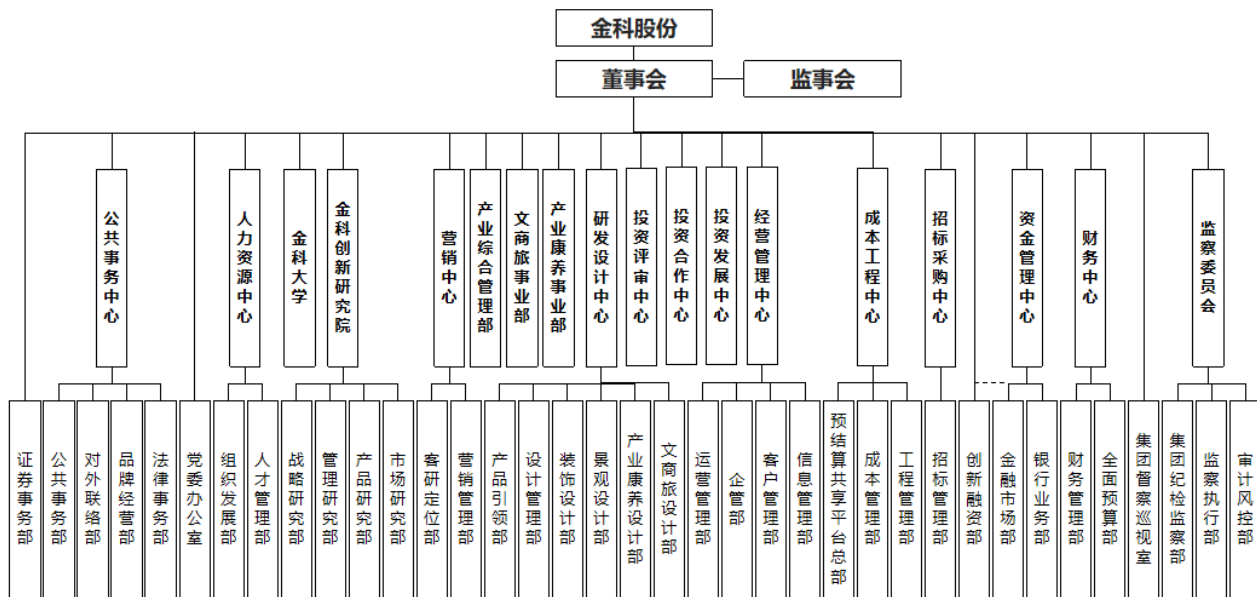 金科股份
董事会
监事会
公共事务中心
人力资源中心
金科大学
金科创新研究院
营销中心
产业综合管理部
文商旅事业部
产业康养事业部
研发设计中心
投资评审中心
投资合作中心
投资发展中心
经营管理中心
成本工程中心
招标采购中心
资金管理中心
财务中心
监察委员会
证券事务部
公共事务部
对外联络部
品牌经营部
法律事务部
党委办公室
组织发展部
人才管理部
战略研究部
管理研究部
产品研究部
市场研究部
客研定位部
营销管理部
产品引领部
设计管理部
装饰设计部
景观设计部
产业康养设计部
文商旅设计部
运营管理部
企管部
客户管理部
信息管理部
预结算共享平台总部
成本管理部
工程管理部
招标管理部
创新融资部
金融市场部
银行业务部
财务管理部
全面预算部
集团督察巡视室
集团纪检监察部
监察执行部
审计风控部